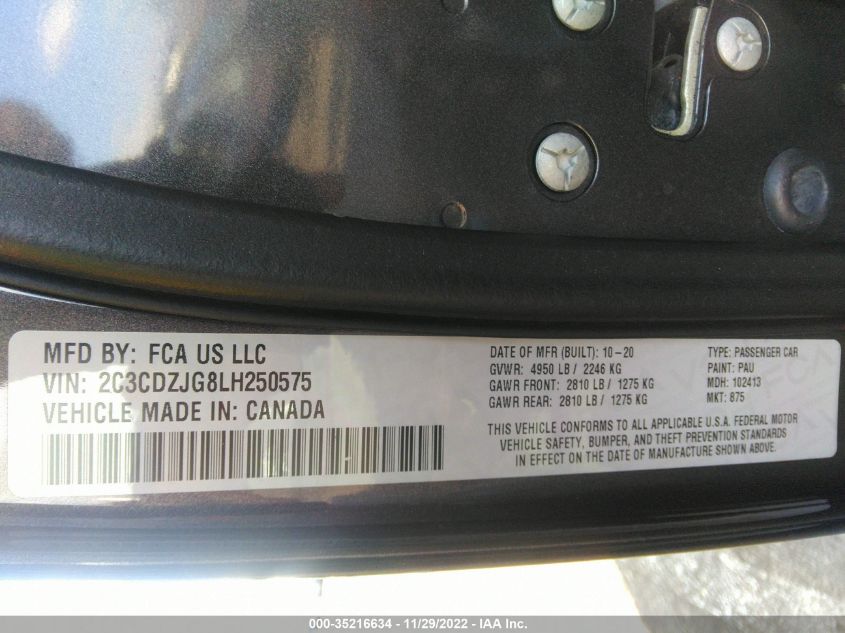 MFD BY: FCA US LLC
VIN: 2C3CDZJG8LH250575
VEHICLE MADE IN: CANADA
DATE OF MFR (BUILT): 10-20
GVWR: 4950 LB / 2246 KG
GAWR FRONT: 2810 LB / 1275 KG
GAWR REAR: 2810 LB / 1275 KG
TYPE: PASSENGER CAR
PAINT: PAU
MDH: 102413
MKT: 875
THIS VEHICLE CONFORMS TO ALL APPLICABLE U.S.A. FEDERAL MOTOR
VEHICLE SAFETY, BUMPER, AND THEFT PREVENTION STANDARDS
IN EFFECT ON THE DATE OF MANUFACTURE SHOWN ABOVE.
000-35216634 - 11/29/2022 - IAA Inc.